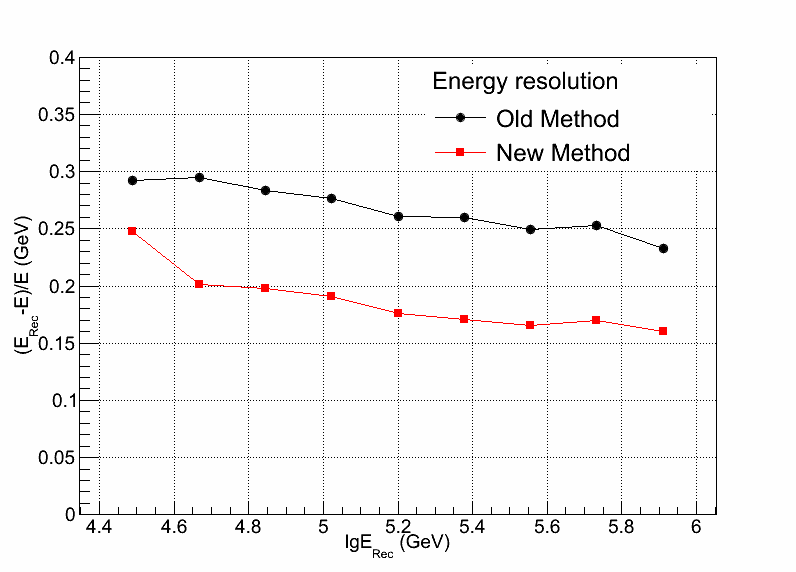 0.4
0.35
0.3
0.25
0.2
0.15
0.1
0.05
0
(E_Rec -E)/E (GeV)
Energy resolution
Old Method
New Method
4.4 4.6 4.8 5 5.2 5.4 5.6 5.8 6
lgE_Rec (GeV)